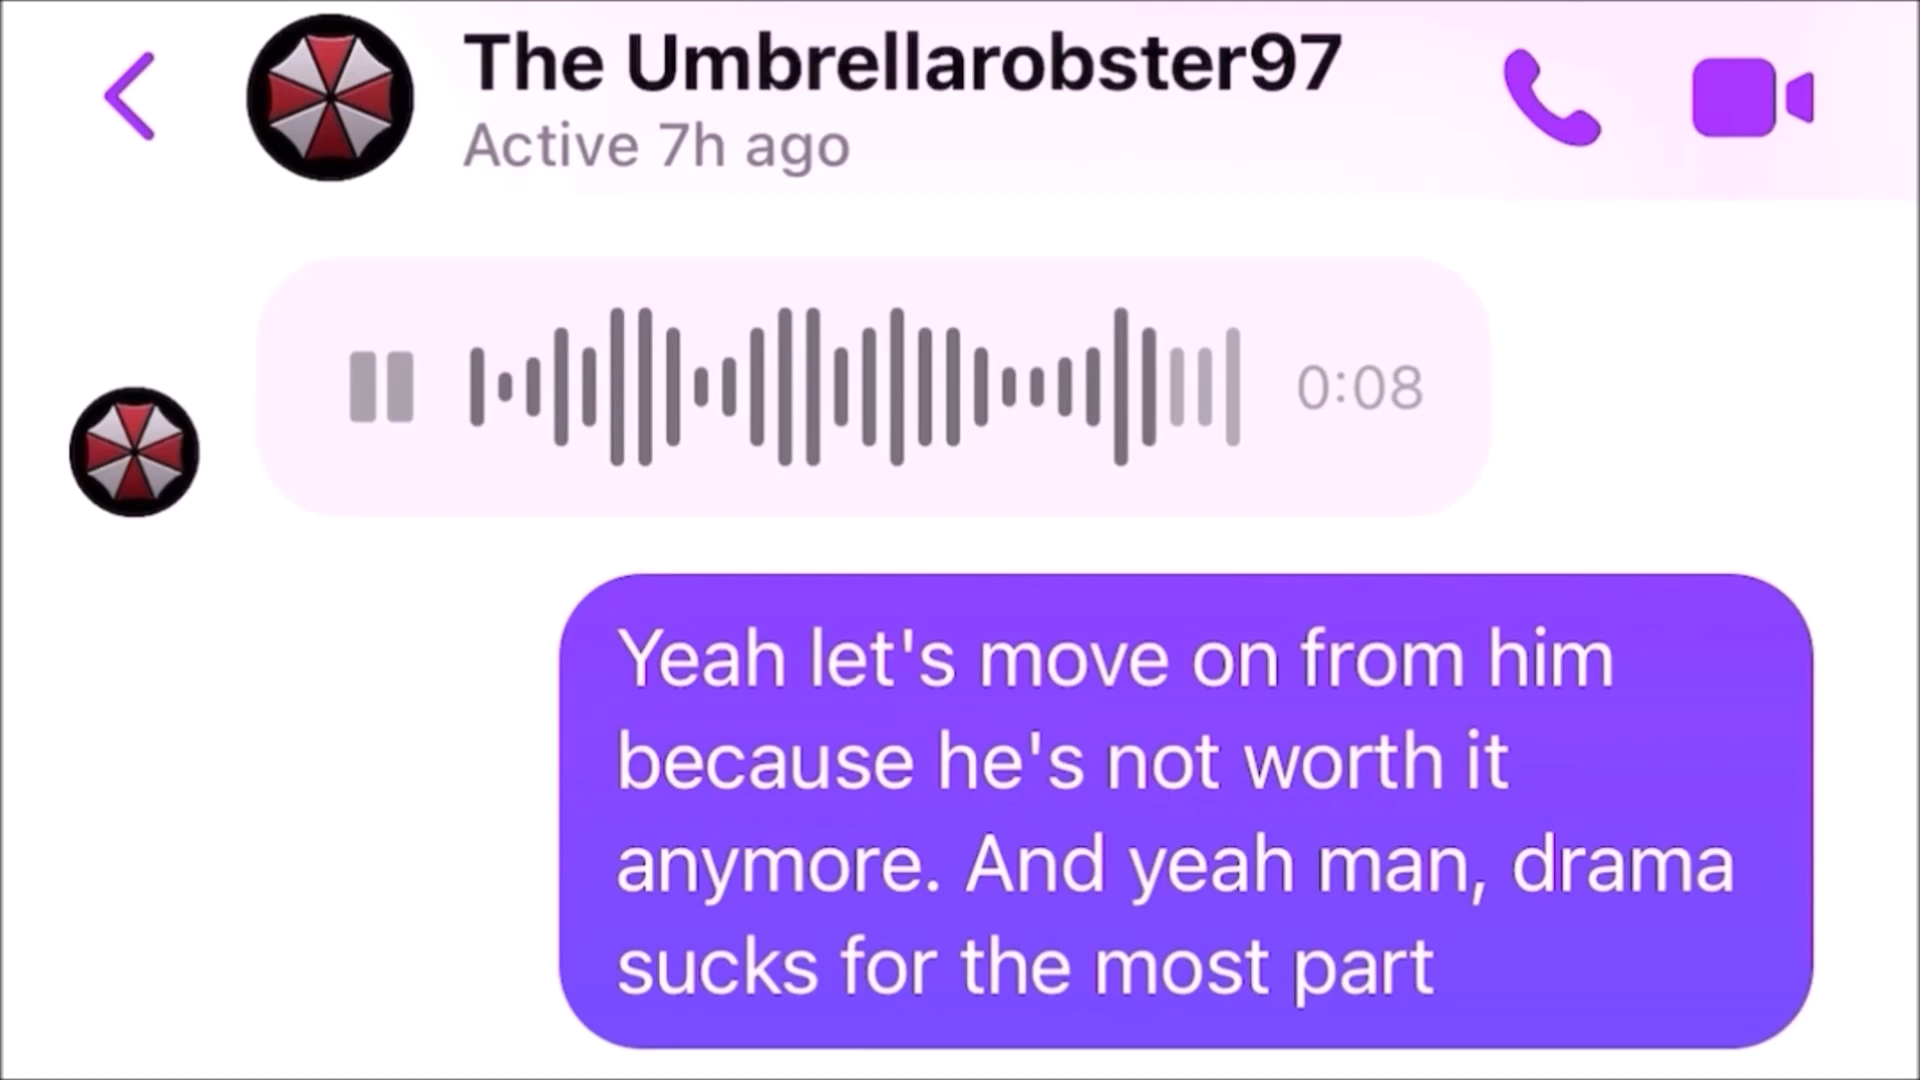 The Umbrellarobster97
Active 7h ago
0:08
Yeah let's move on from him
because he's not worth it
anymore. And yeah man, drama
sucks for the most part